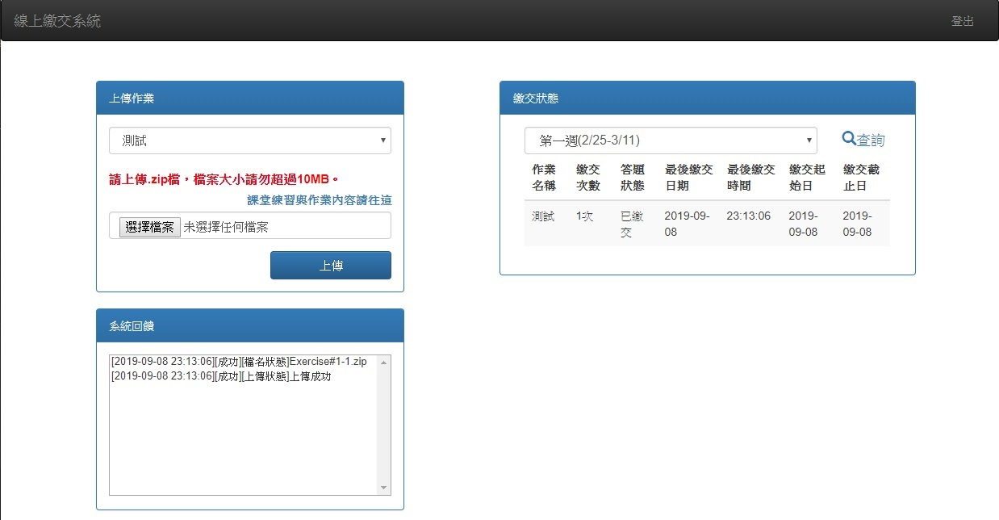 線上繳交系統
登出
上傳作業
測試
請上傳.zip檔，檔案大小請勿超過10MB。
課堂練習與作業內容請往這
選擇檔案 未選擇任何檔案
上傳
系統回饋
[2019-09-08 23:13:06][成功][檔名狀態]Exercise#1-1.zip
[2019-09-08 23:13:06][成功][上傳狀態]上傳成功
繳交狀態
第一週(2/25-3/11)
查詢
作業 繳交 答題 最後繳交 最後繳交 繳交起 繳交截
名稱 次數 狀態 日期 時間 始日 止日
測試 1次 已繳 2019-09- 23:13:06 2019- 2019-
交 08 09-08 09-08